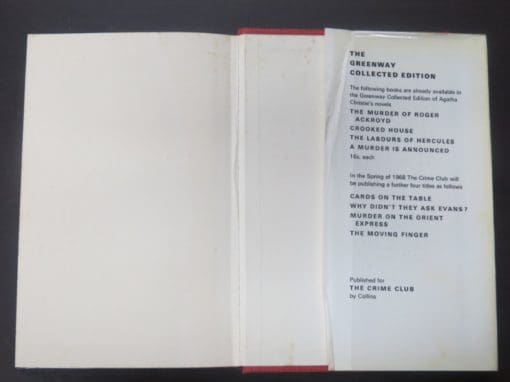 THE
GREENWAY
COLLECTED EDITION
The following books are already available in
the Greenway Collected Edition of Agatha
Christie's novels
THE MURDER OF ROGER
ACKROYD
CROOKED HOUSE
THE LABOURS OF HERCULES
A MURDER IS ANNOUNCED
16s. each
In the Spring of 1968 The Crime Club will
be publishing a further four titles as follows
CARDS ON THE TABLE
WHY DIDN'T THEY ASK EVANS?
MURDER ON THE ORIENT
EXPRESS
THE MOVING FINGER
Published for
THE CRIME CLUB
by Collins